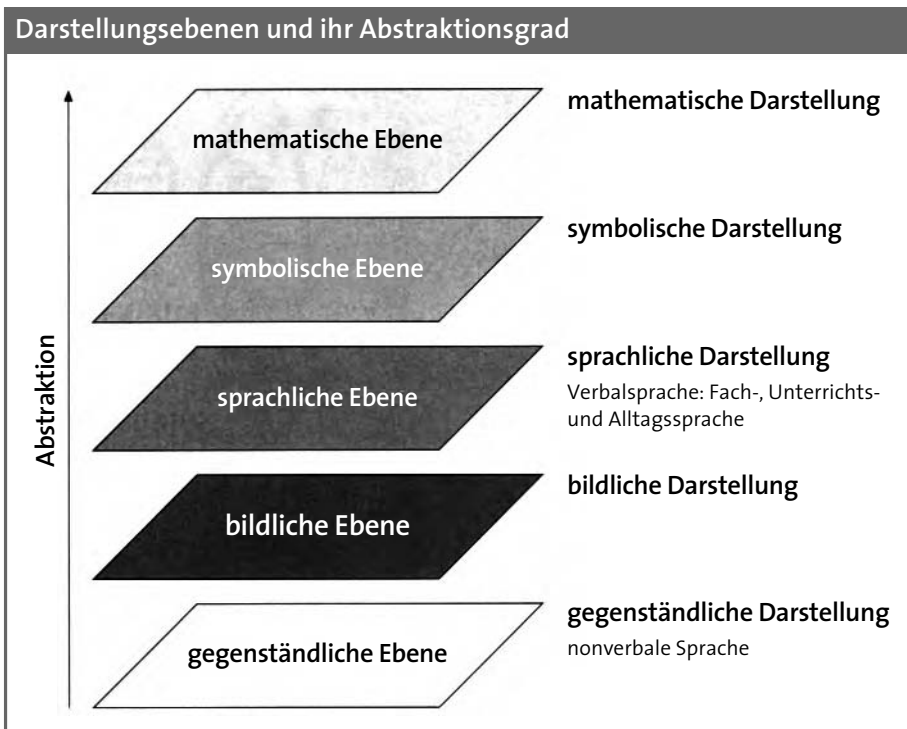 Darstellungsebenen und ihr Abstraktionsgrad
mathematische Ebene
mathematische Darstellung
symbolische Ebene
symbolische Darstellung
Abstraktion
sprachliche Ebene
sprachliche Darstellung
Verbalsprache: Fach-, Unterrichts-
und Alltagssprache
bildliche Ebene
bildliche Darstellung
gegenständliche Ebene
gegenständliche Darstellung
nonverbale Sprache